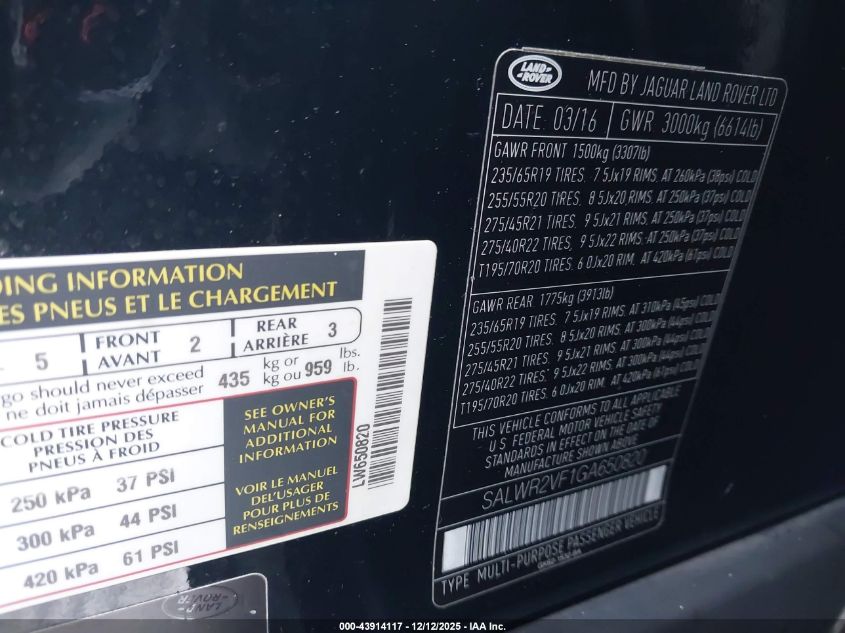 DING INFORMATION
ES PNEUS ET LE CHARGEMENT
5 FRONT AVANT 2 REAR ARRIÈRE 3
go should never exceed 435 kg or 959 lbs.
ne doit jamais dépasser kg ou lb.
COLD TIRE PRESSURE
PRESSION DES
PNEUS À FROID
250 kPa 37 PSI
300 kPa 44 PSI
420 kPa 61 PSI
SEE OWNER'S
MANUAL FOR
ADDITIONAL
INFORMATION
VOIR LE MANUEL
DEL'USAGER
POUR PLUS DE
RENSEIGNEMENTS
LW650820
LAND ROVER
LAND ROVER
MFD BY JAGUAR LAND ROVER LTD
DATE: 03/16 GWR 3000kg (6614lb)
GAWR FRONT 1500kg (3307lb)
235/65R19 TIRES. 7 5Jx19 RIMS. AT 260kPa (38psi) COLD
255/55R20 TIRES. 8 5Jx20 RIMS. AT 250kPa (37psi) COLD
275/45R21 TIRES, 9 5Jx21 RIMS, AT 250kPa (37psi) COLD
275/40R22 TIRES, 9 5Jx22 RIMS, AT 250kPa (37psi) COLD
T195/70R20 TIRES. 6 0Jx20 RIM, AT 420kPa (61psi) COLD
GAWR REAR 1775kg (3913lb)
235/65R19 TIRES, 7 5Jx19 RIMS, AT 310kPa (45psi) COLD
255/55R20 TIRES. 8 5Jx20 RIMS, AT 300kPa (44psi) COLD
275/45R21 TIRES, 9 5Jx21 RIMS, AT 300kPa (44psi) COLD
275/40R22 TIRES, 9 5Jx22 RIMS, AT 300kPa (44psi) COLD
T195/70R20 TIRES. 6 0Jx20 RIM, AT 420kPa (61psi) COLD
THIS VEHICLE CONFORMS TO ALL APPLICABLE
U S FEDERAL MOTOR VEHICLE SAFETY
STANDARDS IN EFFECT ON THE DATE OF
MANUFACTURE SHOWN ABOVE.
SALWR2VF1GA650820
TYPE MULTI-PURPOSE PASSENGER VEHICLE
000-43914117 - 12/12/2025 - IAA Inc.